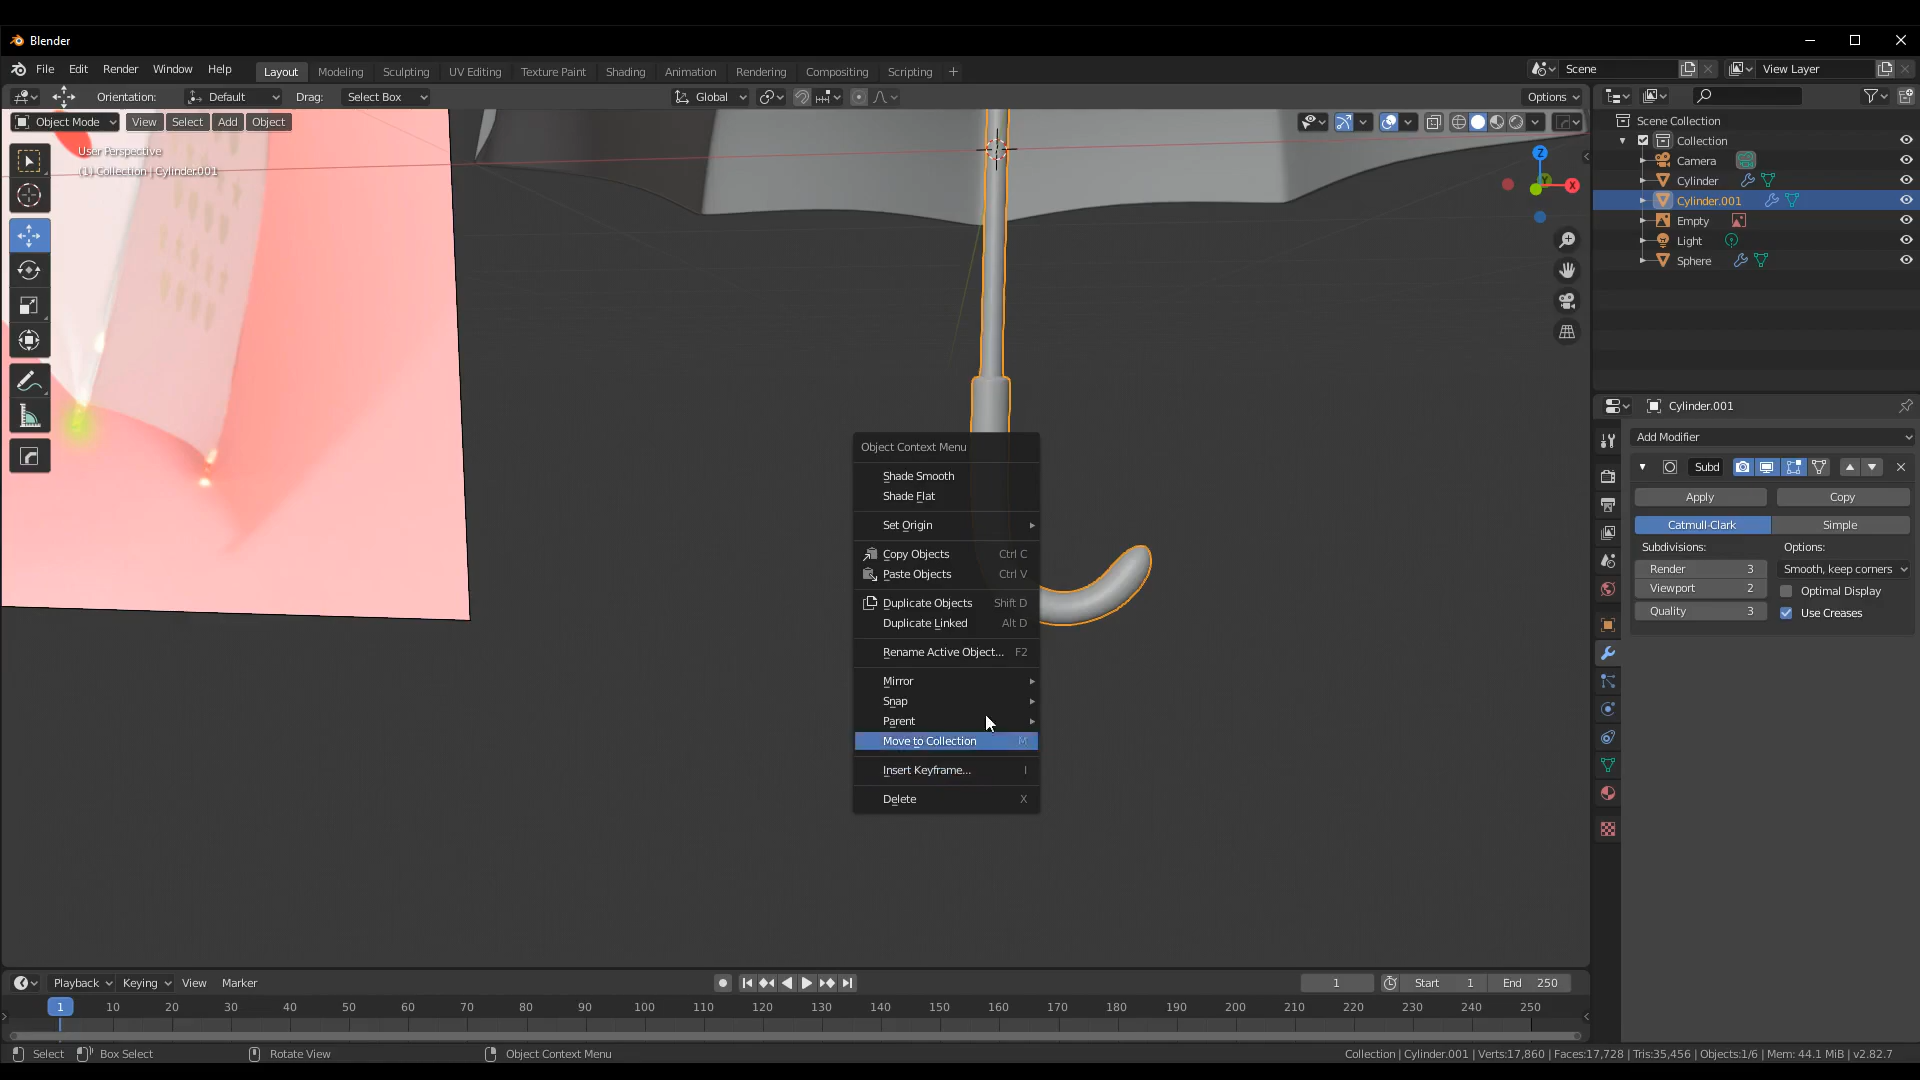 Blender
File Edit Render Window Help
Layout Modeling Sculpting UV Editing Texture Paint Shading Animation Rendering Compositing Scripting +
Scene View Layer
Orientation: Default Drag: Select Box Global Options
Object Mode View Select Add Object
User Perspective
(1) Collection | Cylinder.001
Z
Y
X
Scene Collection
Collection
Camera
Cylinder
Cylinder.001
Empty
Light
Sphere
Cylinder.001
Add Modifier
Subd
Apply Copy
Catmull-Clark Simple
Subdivisions: Options:
Render 3 Smooth, keep corners
Viewport 2 Optimal Display
Quality 3 Use Creases
Object Context Menu
Shade Smooth
Shade Flat
Set Origin
Copy Objects Ctrl C
Paste Objects Ctrl V
Duplicate Objects Shift D
Duplicate Linked Alt D
Rename Active Object... F2
Mirror
Snap
Parent
Move to Collection M
Insert Keyframe... I
Delete X
Playback Keying View Marker
1 Start 1 End 250
1 10 20 30 40 50 60 70 80 90 100 110 120 130 140 150 160 170 180 190 200 210 220 230 240 250
Select Box Select Rotate View Object Context Menu
Collection | Cylinder.001 | Verts:17,860 | Faces:17,728 | Tris:35,456 | Objects:1/6 | Mem: 44.1 MiB | v2.82.7